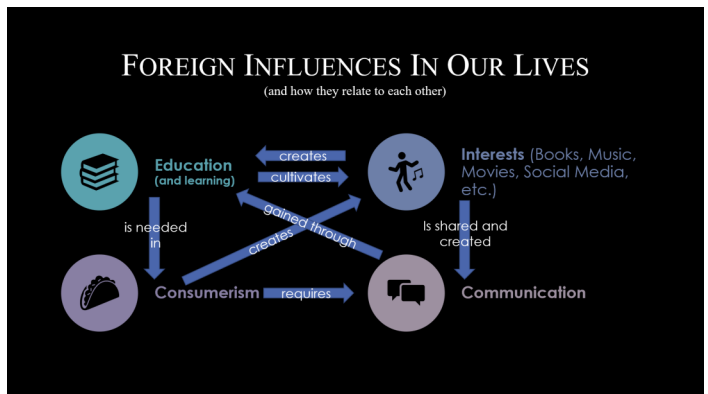 FOREIGN INFLUENCES IN OUR LIVES
(and how they relate to each other)
Education
(and learning)
creates
cultivates
Interests (Books, Music,
Movies, Social Media,
etc.)
is needed
in
gained through
creates
Is shared and
created
Consumerism
requires
Communication